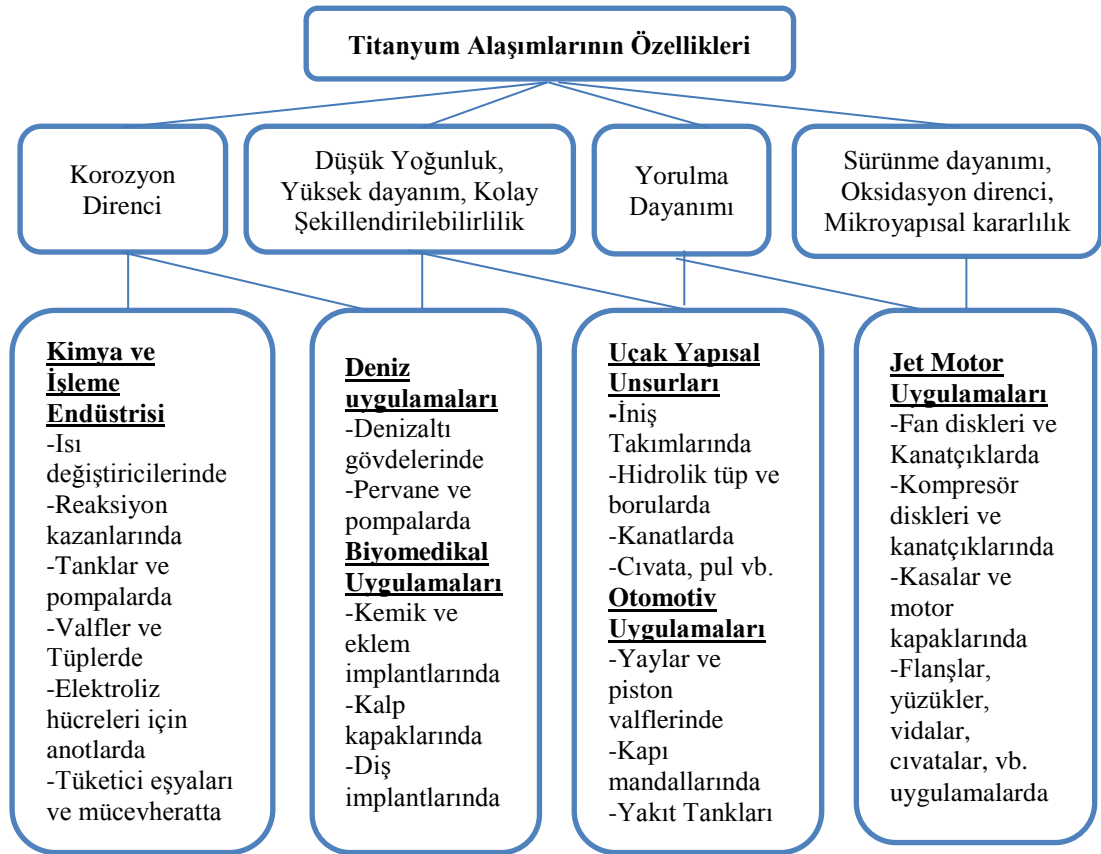 Titanyum Alaşımlarının Özellikleri
Korozyon
Direnci
Düşük Yoğunluk,
Yüksek dayanım, Kolay
Şekillendirilebilirlilik
Yorulma
Dayanımı
Sürünme dayanımı,
Oksidasyon direnci,
Mikroyapısal kararlılık
Kimya ve
İşleme
Endüstrisi
-Isı
değiştiricilerinde
-Reaksiyon
kazanlarında
-Tanklar ve
pompalarda
-Valfler ve
Tüplerde
-Elektroliz
hücreleri için
anotlarda
-Tüketici eşyaları
ve mücevheratta
Deniz
uygulamaları
-Denizaltı
gövdelerinde
-Pervane ve
pompalarda
Biyomedikal
Uygulamaları
-Kemik ve
eklem
implantlarında
-Kalp
kapaklarında
-Diş
implantlarında
Uçak Yapısal
Unsurları
-İniş
Takımlarında
-Hidrolik tüp ve
borularda
-Kanatlarda
-Cıvata, pul vb.
Otomotiv
Uygulamaları
-Yaylar ve
piston
valflerinde
-Kapı
mandallarında
-Yakıt Tankları
Jet Motor
Uygulamaları
-Fan diskleri ve
Kanatçıklarda
-Kompresör
diskleri ve
kanatçıklarında
-Kasalar ve
motor
kapaklarında
-Flanşlar,
yüzükler,
vidalar,
cıvatalar, vb.
uygulamalarda